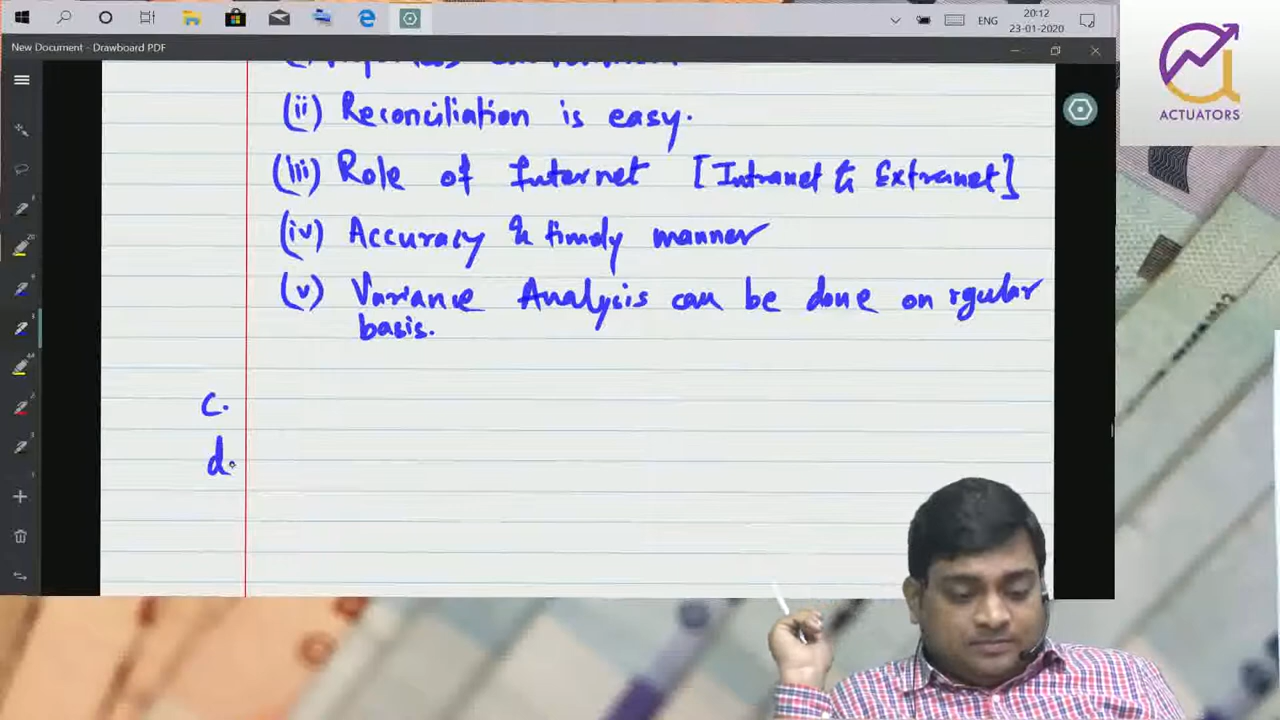 20:12
ENG
23-01-2020
New Document - Drawboard PDF
ACTUATORS
(ii) Reconciliation is easy.
(iii) Role of Internet [Intranet & Extranet]
(iv) Accuracy & timely manner
(v) Variance Analysis can be done on rgular
basis.
c.
d.